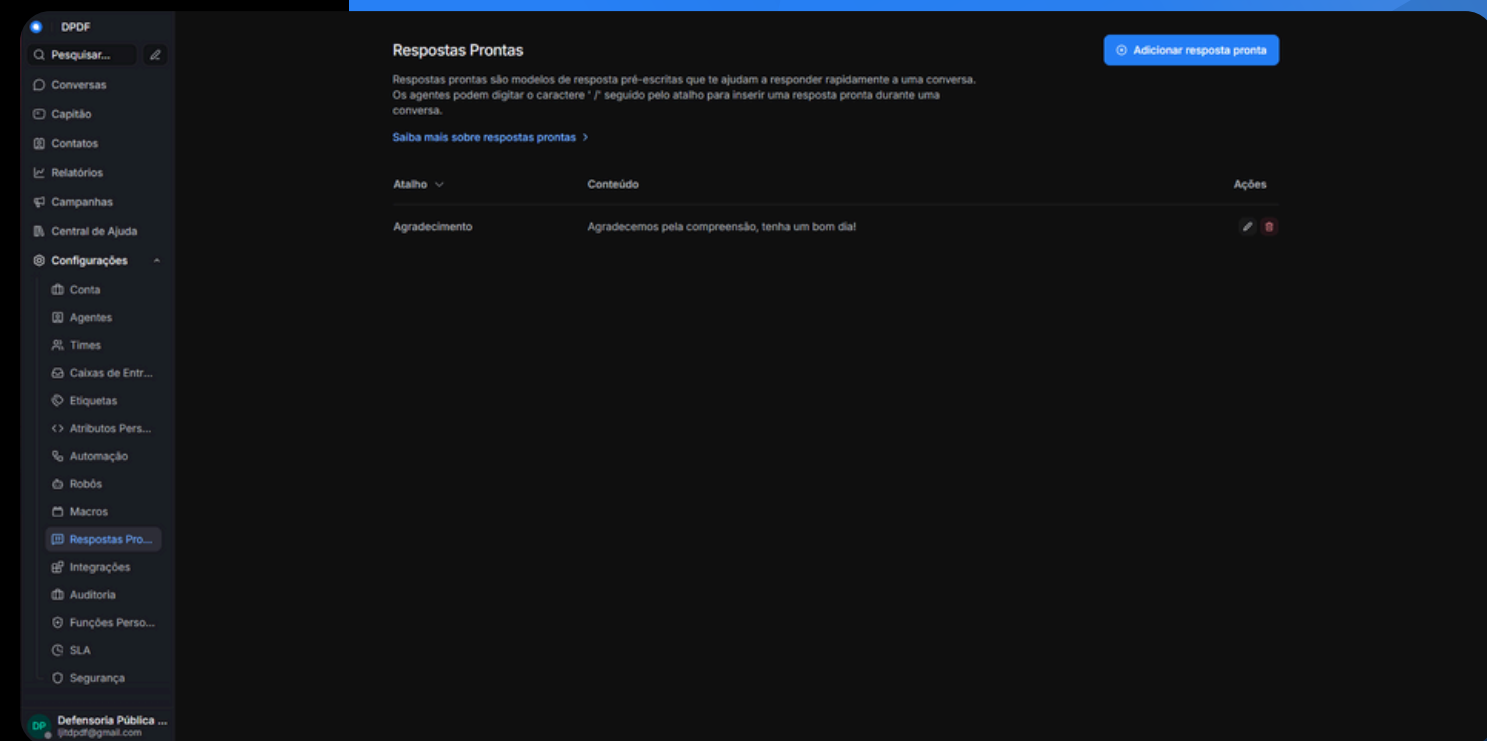 DPDF
Pesquisar...
Conversas
Capitão
Contatos
Relatórios
Campanhas
Central de Ajuda
Configurações
Conta
Agentes
Times
Caixas de Entr...
Etiquetas
Atributos Pers...
Automação
Robôs
Macros
Respostas Pro...
Integrações
Auditoria
Funções Perso...
SLA
Segurança
DP
Defensoria Pública ...
ljitdpdf@gmail.com
Respostas Prontas
Adicionar resposta pronta
Respostas prontas são modelos de resposta pré-escritas que te ajudam a responder rapidamente a uma conversa.
Os agentes podem digitar o caractere ' /' seguido pelo atalho para inserir uma resposta pronta durante uma
conversa.
Saiba mais sobre respostas prontas
Atalho Conteúdo Ações
Agradecimento Agradecemos pela compreensão, tenha um bom dia!